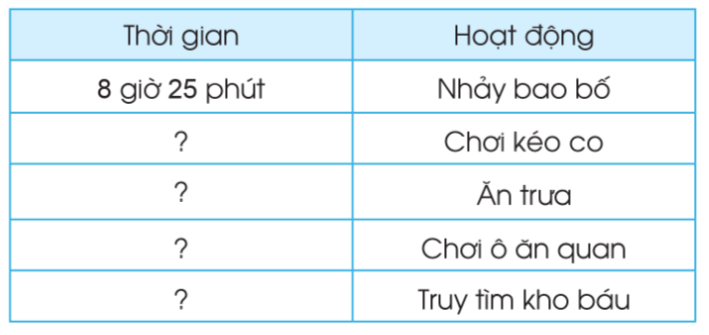 Thời gian Hoạt động
8 giờ 25 phút Nhảy bao bố
? Chơi kéo co
? Ăn trưa
? Chơi ô ăn quan
? Truy tìm kho báu